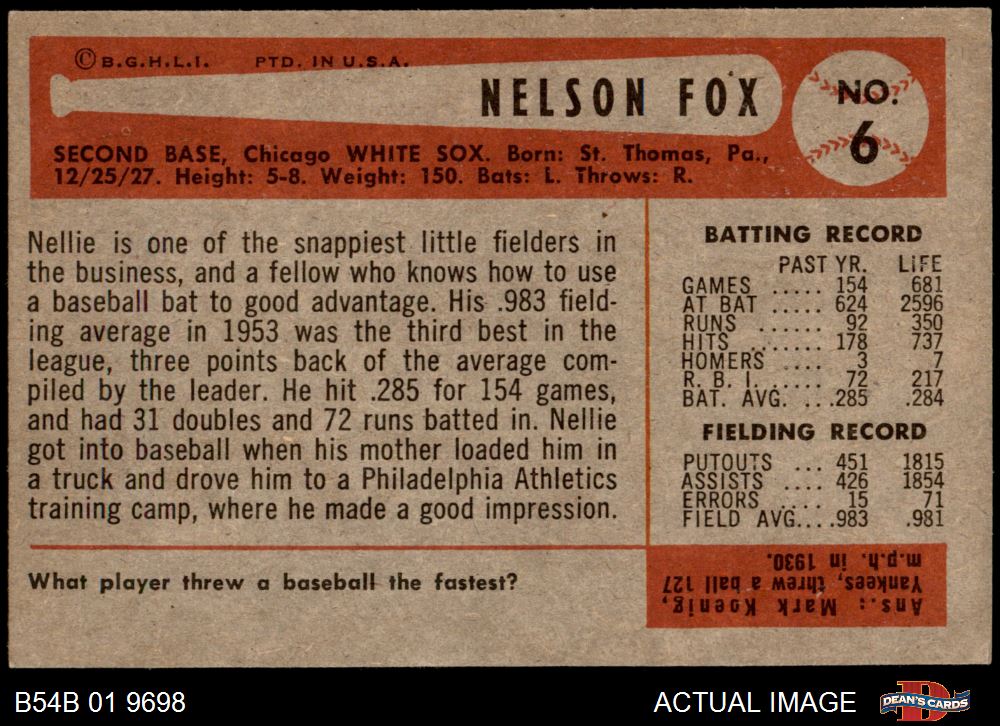 © B.G.H.L.I. PTD. IN U.S.A.
NELSON FOX
NO.
6
SECOND BASE, Chicago WHITE SOX. Born: St. Thomas, Pa.,
12/25/27. Height: 5-8. Weight: 150. Bats: L. Throws: R.
Nellie is one of the snappiest little fielders in
the business, and a fellow who knows how to use
a baseball bat to good advantage. His .983 field-
ing average in 1953 was the third best in the
league, three points back of the average com-
piled by the leader. He hit .285 for 154 games,
and had 31 doubles and 72 runs batted in. Nellie
got into baseball when his mother loaded him in
a truck and drove him to a Philadelphia Athletics
training camp, where he made a good impression.
BATTING RECORD
PAST YR. LIFE
GAMES ..... 154 681
AT BAT ..... 624 2596
RUNS ...... 92 350
HITS ....... 178 737
HOMERS ..... 3 7
R. B. I. ...... 72 217
BAT. AVG. ... .285 .284
FIELDING RECORD
PUTOUTS ... 451 1815
ASSISTS .... 426 1854
ERRORS ..... 15 71
FIELD AVG. ... .983 .981
What player threw a baseball the fastest?
Ans.: Mark Koenig,
Yankees, threw a ball 127
m.p.h. in 1930.
B54B 01 9698
ACTUAL IMAGE
DEAN'S CARDS